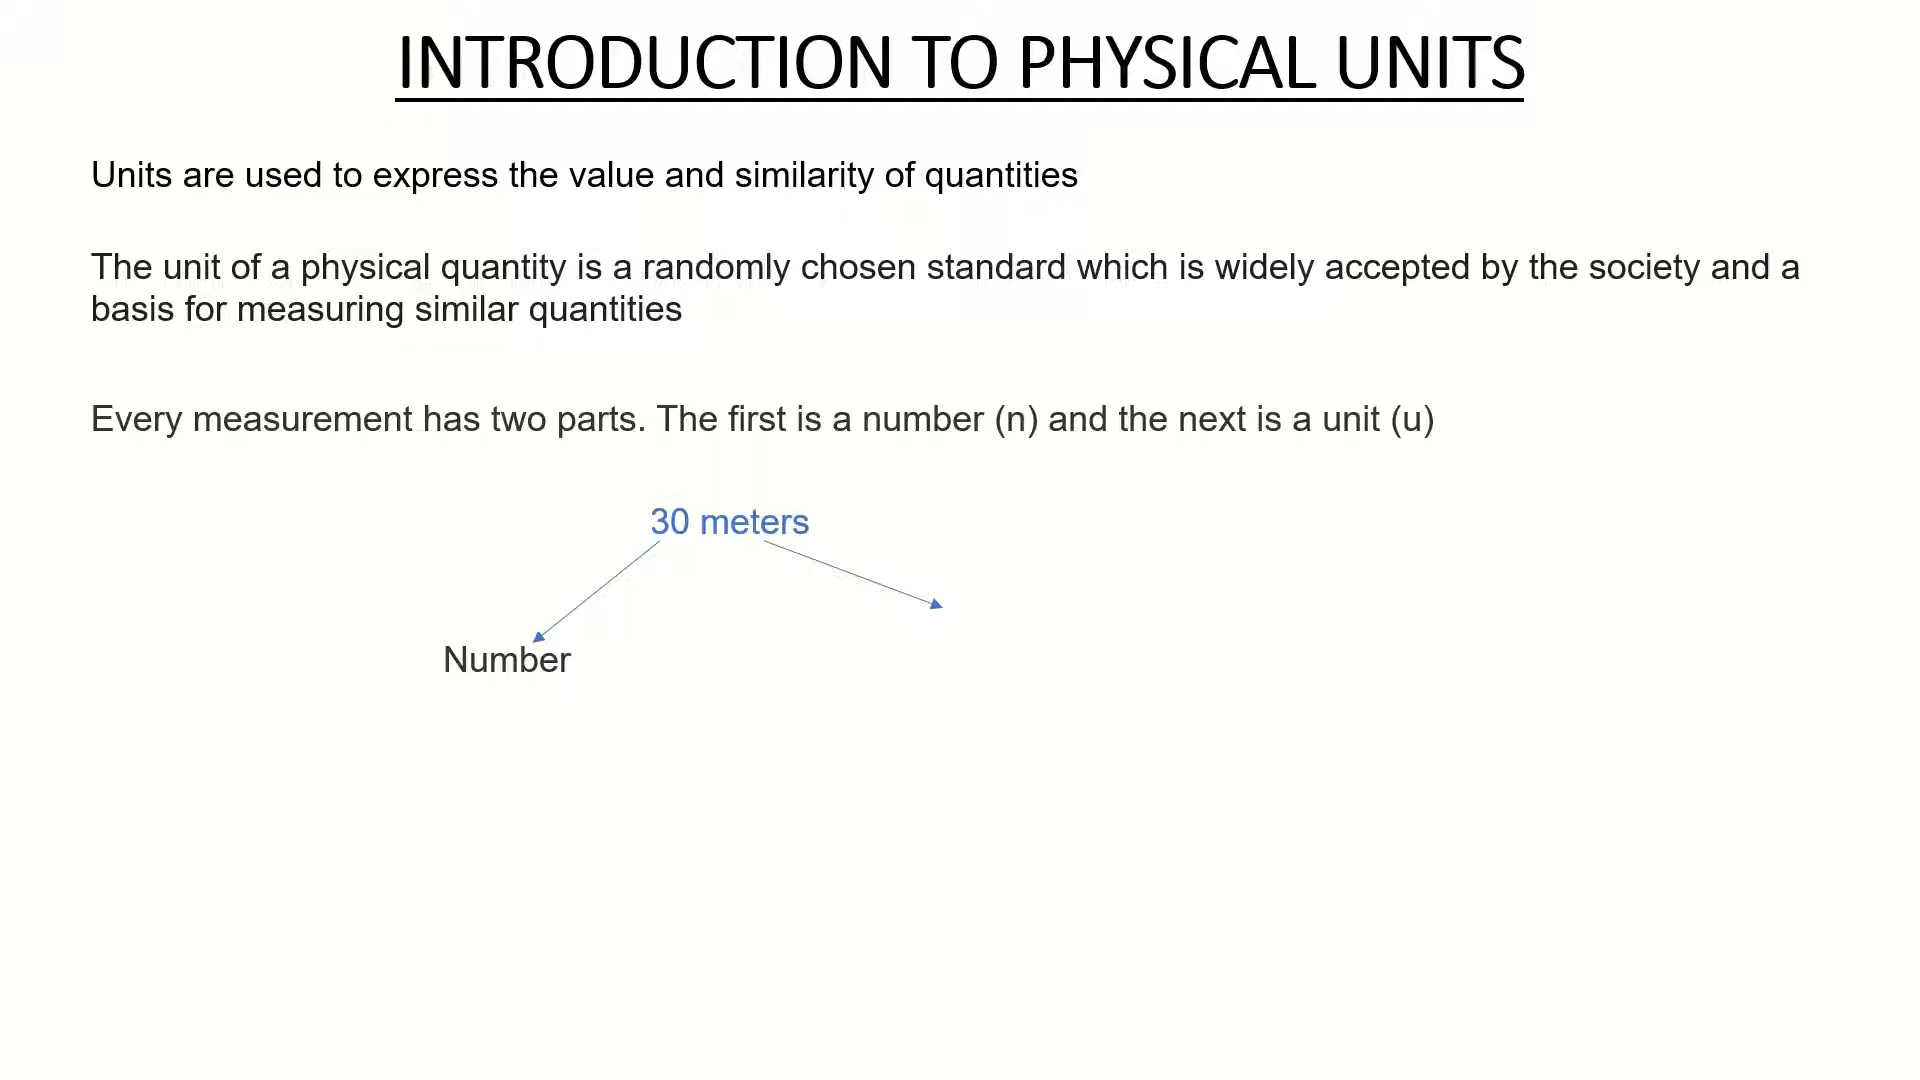 INTRODUCTION TO PHYSICAL UNITS
Units are used to express the value and similarity of quantities
The unit of a physical quantity is a randomly chosen standard which is widely accepted by the society and a
basis for measuring similar quantities
Every measurement has two parts. The first is a number (n) and the next is a unit (u)
30 meters
Number